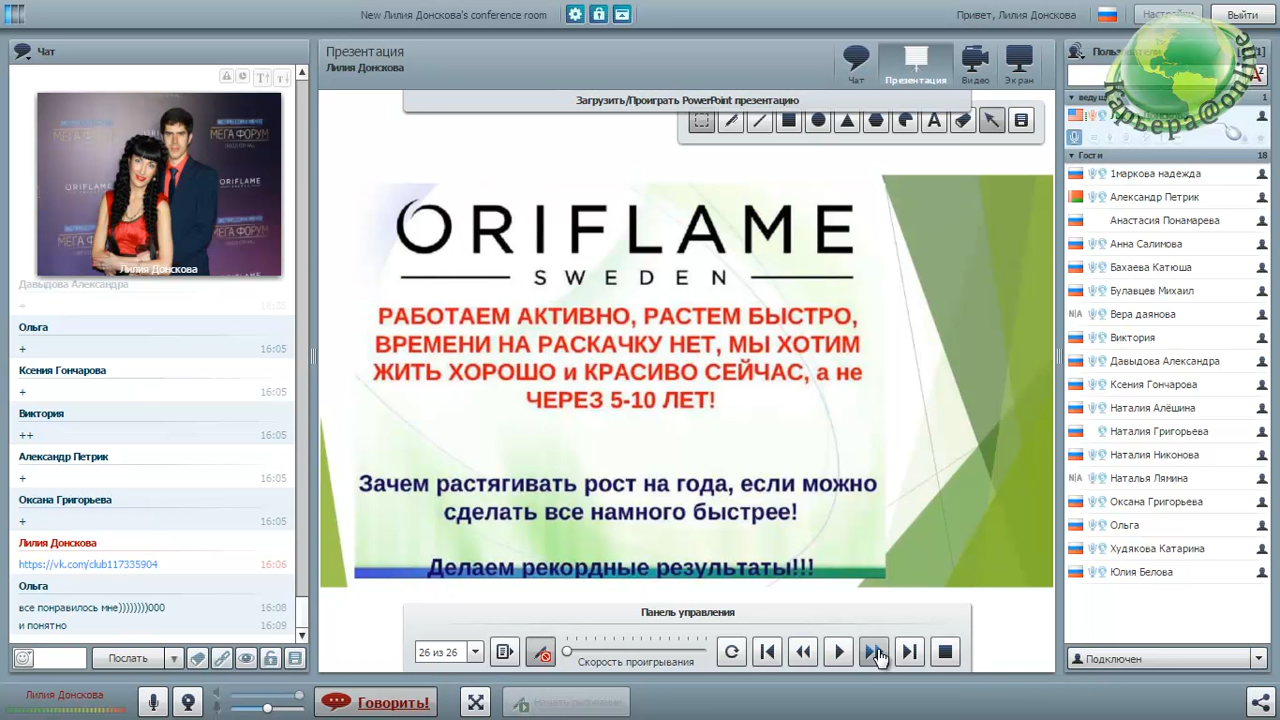 New Лилия Донскова's conference room
Привет, Лилия Донскова
Настройки
Выйти
Чат
Лилия Донскова
Давыдова Александра
16:05
Ольга
+ 16:05
Ксения Гончарова
+ 16:05
Виктория
++ 16:05
Александр Петрик
+ 16:05
Оксана Григорьева
+ 16:05
Лилия Донскова
https://vk.com/club117335904 16:06
Ольга
все понравилось мне))))))))000 16:08
и понятно 16:09
Послать
Презентация
Лилия Донскова
Чат
Презентация
Видео
Экран
Загрузить/Проиграть PowerPoint презентацию
ORIFLAME
SWEDEN
РАБОТАЕМ АКТИВНО, РАСТЕМ БЫСТРО,
ВРЕМЕНИ НА РАСКАЧКУ НЕТ, МЫ ХОТИМ
ЖИТЬ ХОРОШО и КРАСИВО СЕЙЧАС, а не
ЧЕРЕЗ 5-10 ЛЕТ!
Зачем растягивать рост на года, если можно
сделать все намного быстрее!
Делаем рекордные результаты!!!
Панель управления
26 из 26
Скорость проигрывания
карьера@online
Гости 18
1маркова надежда
Александр Петрик
Анастасия Понамарева
Анна Салимова
Бахаева Катюша
Булавцев Михаил
N/A Вера даянова
Виктория
Давыдова Александра
Ксения Гончарова
Наталия Алёшина
Наталия Григорьева
Наталия Никонова
N/A Наталья Лямина
Оксана Григорьева
Ольга
Худякова Катарина
Юлия Белова
Подключен
Лилия Донскова
Говорить!